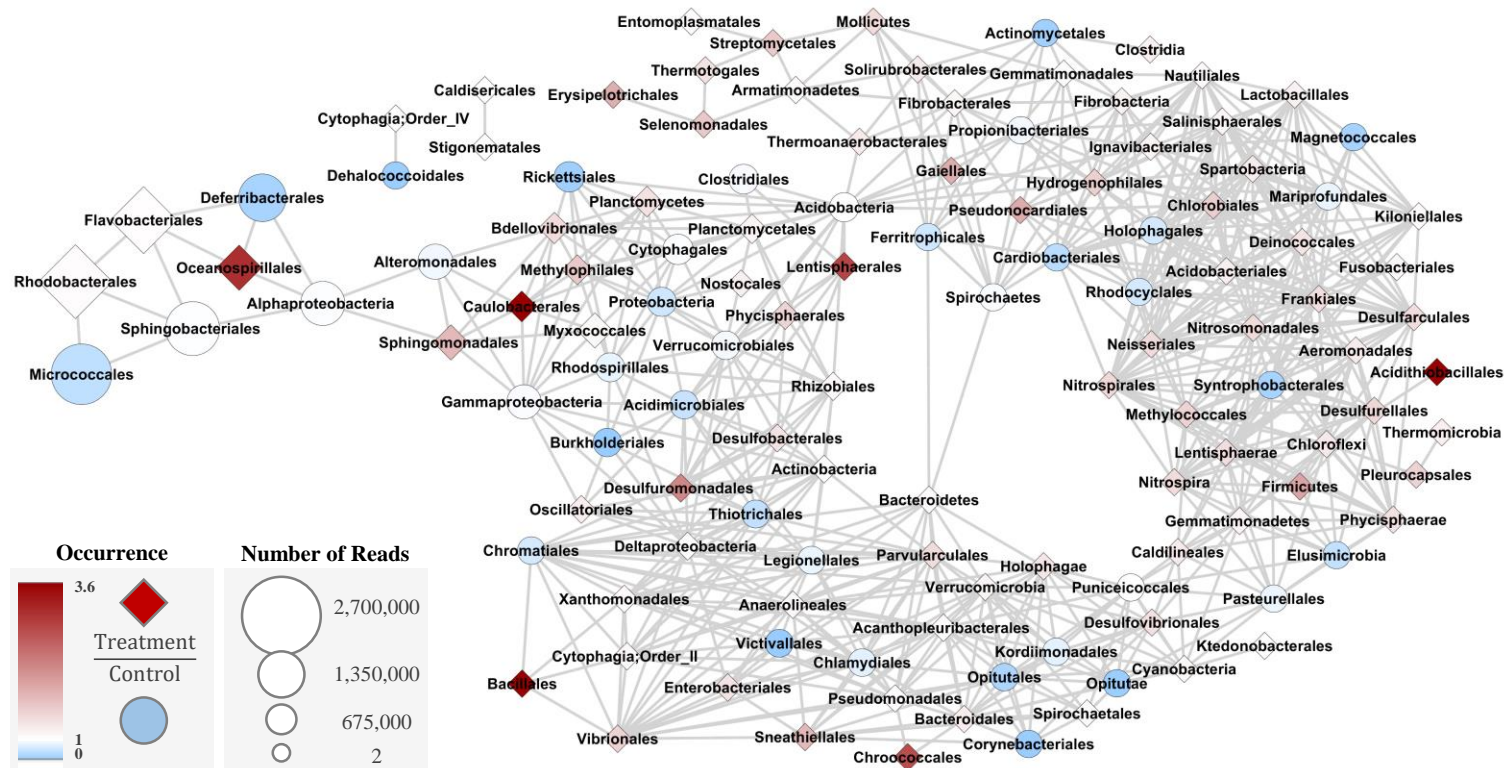 Entomoplasmatales
Mollicutes
Streptomycetales
Actinomycetales
Clostridia
Thermotogales
Solirubrobacterales
Gemmatimonadales
Nautiliales
Caldisericales
Erysipelotrichales
Armatimonadetes
Fibrobacterales
Fibrobacteria
Lactobacillales
Cytophagia;Order_IV
Selenomonadales
Propionibacteriales
Salinisphaerales
Magnetococcales
Stigonematales
Thermoanaerobacterales
Ignavibacteriales
Dehalococcoidales
Rickettsiales
Clostridiales
Gaiellales
Hydrogenophilales
Spartobacteria
Deferribacterales
Planctomycetes
Acidobacteria
Pseudonocardiales
Chlorobiales
Mariprofundales
Flavobacteriales
Bdellovibrionales
Planctomycetales
Ferritrophicales
Holophagales
Kiloniellales
Cytophagales
Deinococcales
Oceanospirillales
Alteromonadales
Methylophilales
Lentisphaerales
Cardiobacteriales
Acidobacteriales
Fusobacteriales
Rhodobacterales
Nostocales
Spirochaetes
Rhodocyclales
Frankiales
Alphaproteobacteria
Caulobacterales
Proteobacteria
Phycisphaerales
Desulfarculales
Sphingobacteriales
Myxococcales
Nitrosomonadales
Sphingomonadales
Verrucomicrobiales
Neisseriales
Aeromonadales
Micrococcales
Rhodospirillales
Rhizobiales
Nitrospirales
Syntrophobacterales
Acidithiobacillales
Gammaproteobacteria
Acidimicrobiales
Methylococcales
Desulfurellales
Burkholderiales
Desulfobacterales
Chloroflexi
Thermomicrobia
Actinobacteria
Lentisphaerae
Pleurocapsales
Desulfuromonadales
Bacteroidetes
Nitrospira
Firmicutes
Oscillatoriales
Thiotrichales
Gemmatimonadetes
Phycisphaerae
Chromatiales
Deltaproteobacteria
Legionellales
Parvularculales
Holophagae
Caldilineales
Elusimicrobia
Verrucomicrobia
Puniceicoccales
Xanthomonadales
Anaerolineales
Pasteurellales
Acanthopleuribacterales
Desulfovibrionales
Victivallales
Kordiimonadales
Ktedonobacterales
Cytophagia;Order_II
Chlamydiales
Cyanobacteria
Bacillales
Enterobacteriales
Opitutales
Opitutae
Pseudomonadales
Spirochaetales
Bacteroidales
Vibrionales
Sneathiellales
Corynebacteriales
Chroococcales
Occurrence
3.6
Treatment
Control
1
0
Number of Reads
2,700,000
1,350,000
675,000
2